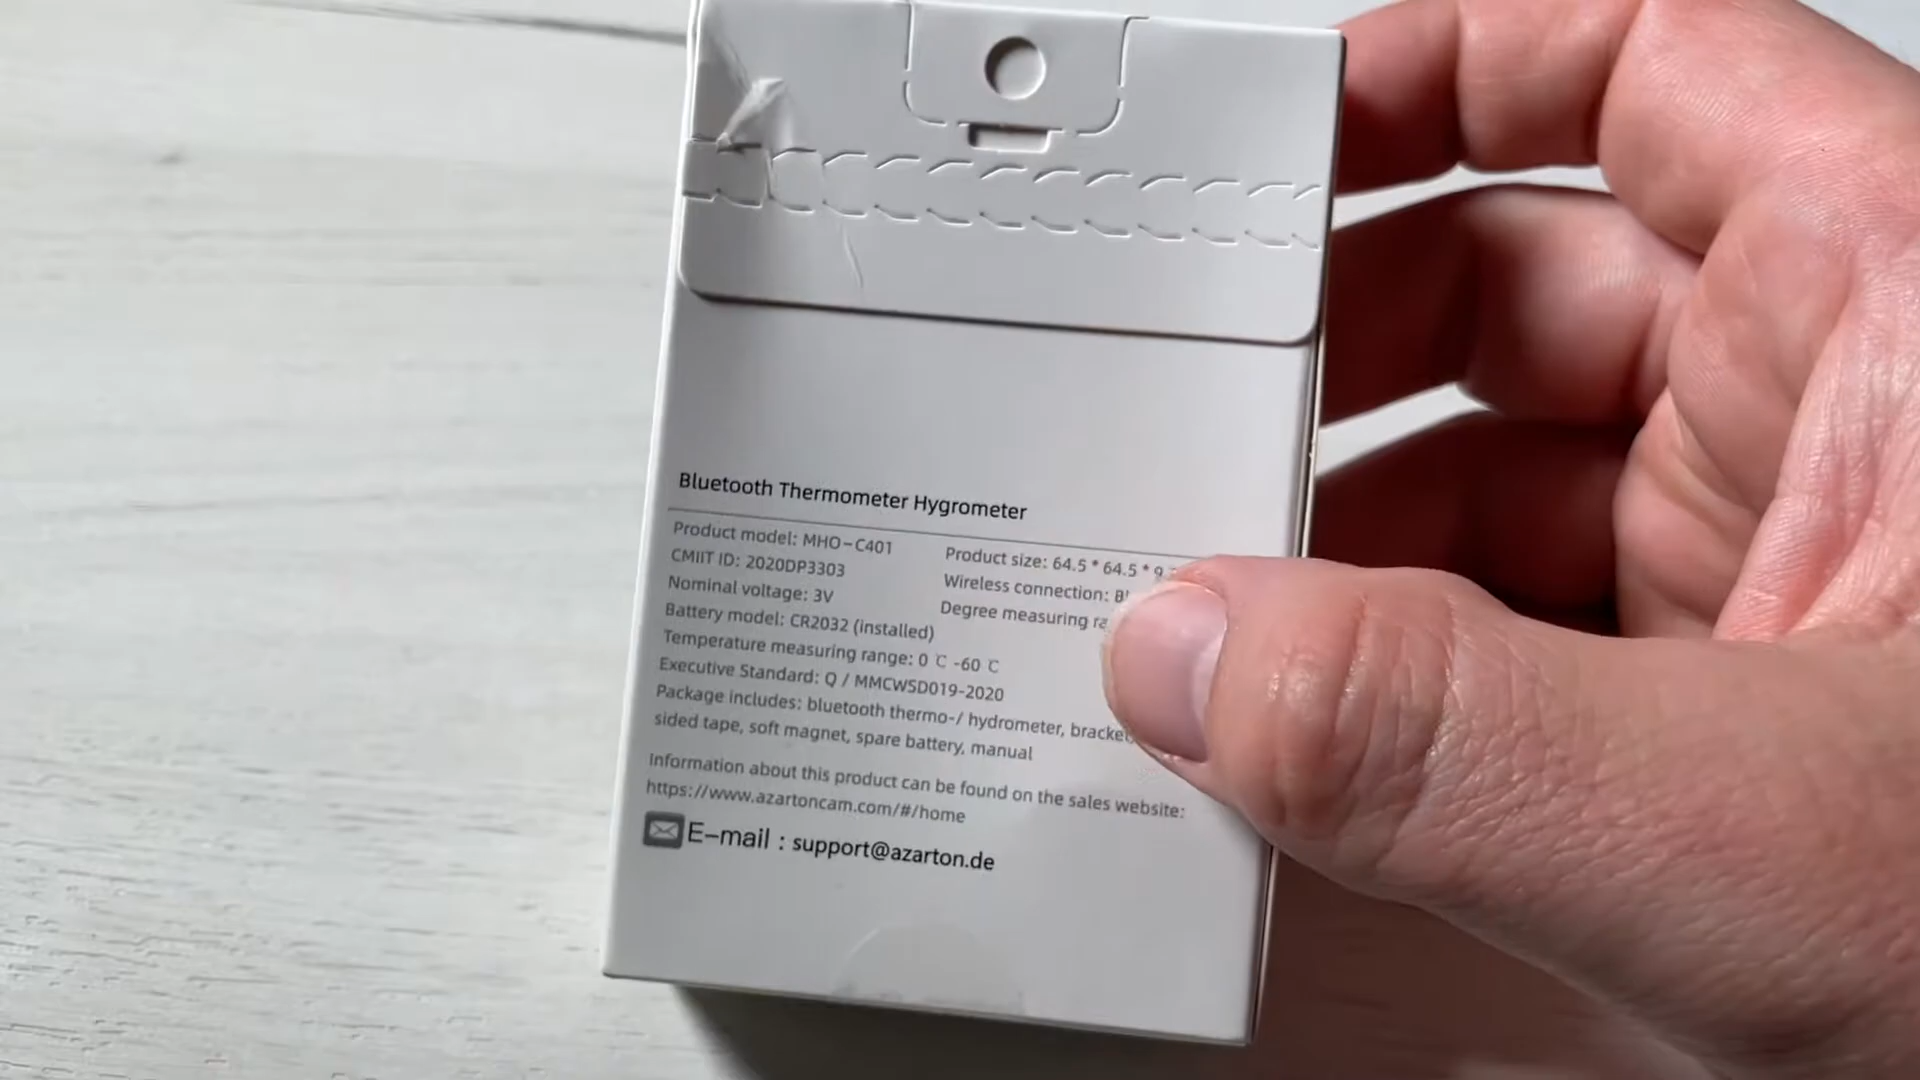 Bluetooth Thermometer Hygrometer
Product model: MHO-C401
Product size: 64.5 * 64.5 * 9
CMIIT ID: 2020DP3303
Wireless connection:
Nominal voltage: 3V
Degree measuring
Battery model: CR2032 (installed)
Temperature measuring range: 0 ℃ -60 ℃
Executive Standard: Q / MMCWSD019-2020
Package includes: bluetooth thermo-/ hydrometer, bracket
sided tape, soft magnet, spare battery, manual
Information about this product can be found on the sales website:
https://www.azartoncam.com/#/home
E-mail : support@azarton.de